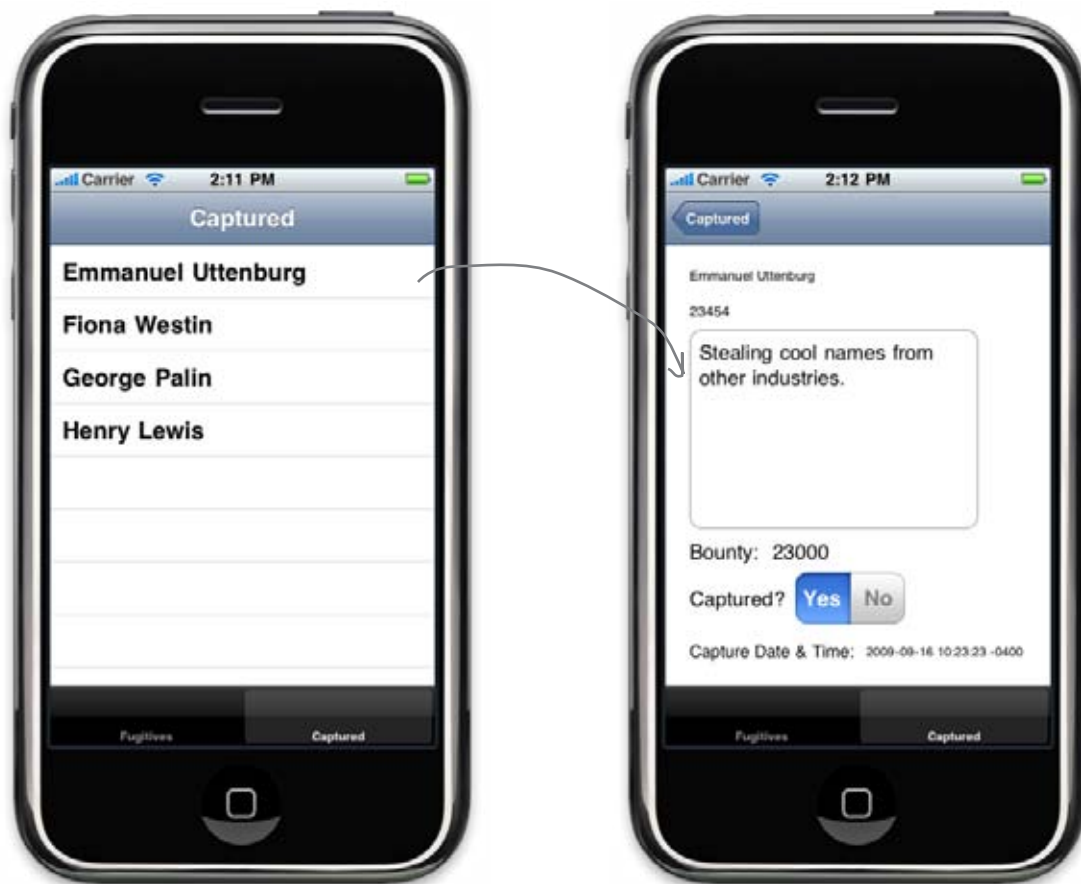 Carrier 2:11 PM
Captured
Emmanuel Uttenburg
Fiona Westin
George Palin
Henry Lewis
Fugitives Captured
Carrier 2:12 PM
Captured
Emmanuel Uttenburg
23454
Stealing cool names from
other industries.
Bounty: 23000
Captured? Yes No
Capture Date & Time: 2009-09-16 10:23:23 -0400
Fugitives Captured